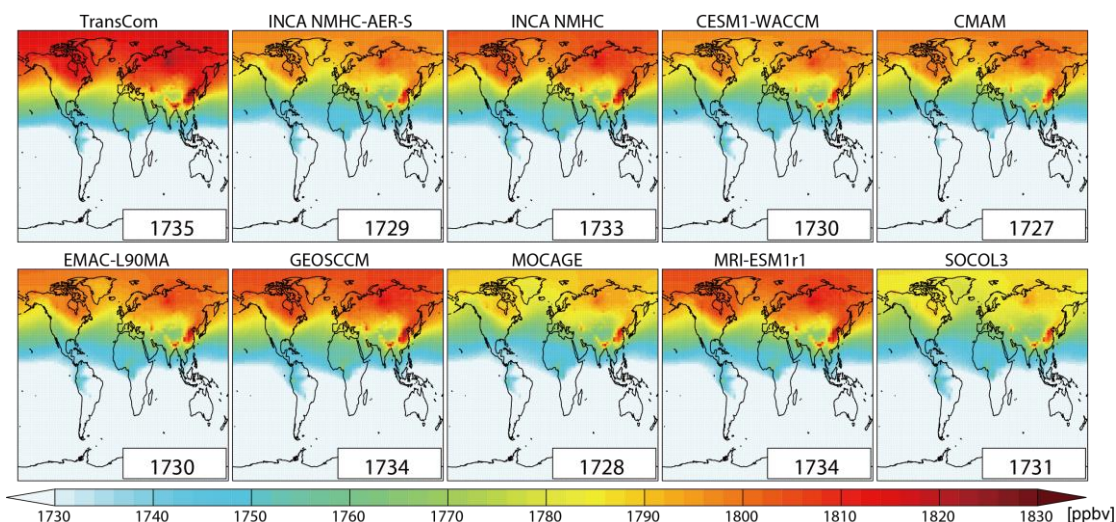 TransCom INCA NMHC-AER-S INCA NMHC CESM1-WACCM CMAM
1735 1729 1733 1730 1727
EMAC-L90MA GEOSCCM MOCAGE MRI-ESM1r1 SOCOL3
1730 1734 1728 1734 1731
1730 1740 1750 1760 1770 1780 1790 1800 1810 1820 1830 [ppbv]